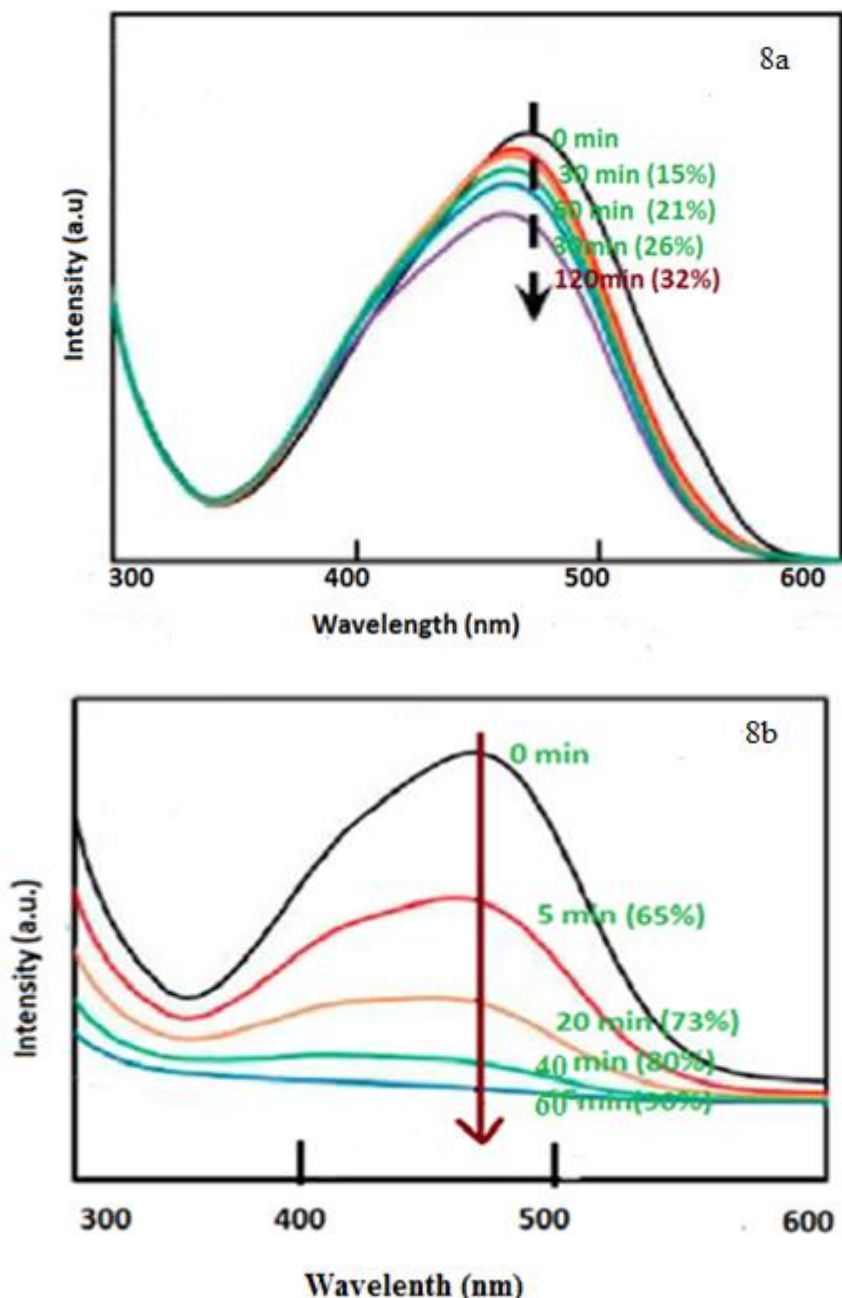 8a
0 min
30 min (15%)
60 min (21%)
30min (26%)
120min (32%)
Intensity (a.u)
300 400 500 600
Wavelength (nm)
8b
0 min
5 min (65%)
20 min (73%)
40 min (80%)
60 min(90%)
Intensity (a.u.)
300 400 500 600
Wavelenth (nm)